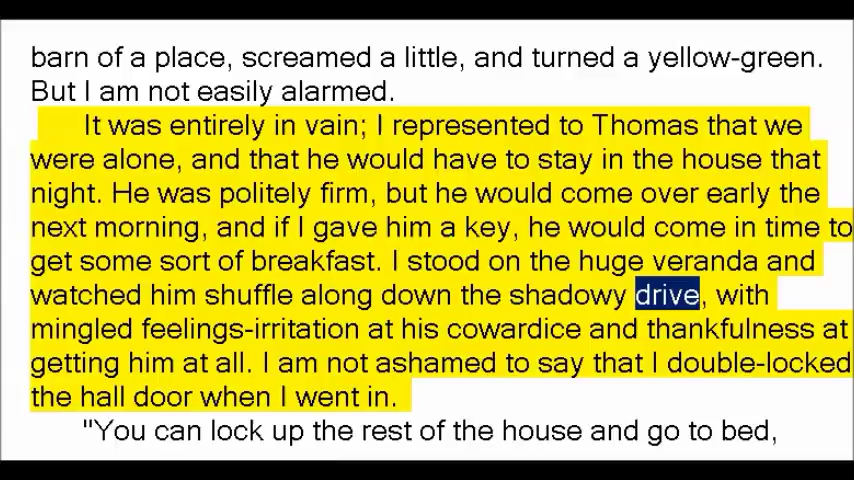 barn of a place, screamed a little, and turned a yellow-green.
But I am not easily alarmed.
It was entirely in vain; I represented to Thomas that we
were alone, and that he would have to stay in the house that
night. He was politely firm, but he would come over early the
next morning, and if I gave him a key, he would come in time to
get some sort of breakfast. I stood on the huge veranda and
watched him shuffle along down the shadowy drive, with
mingled feelings-irritation at his cowardice and thankfulness at
getting him at all. I am not ashamed to say that I double-locked
the hall door when I went in.
"You can lock up the rest of the house and go to bed,